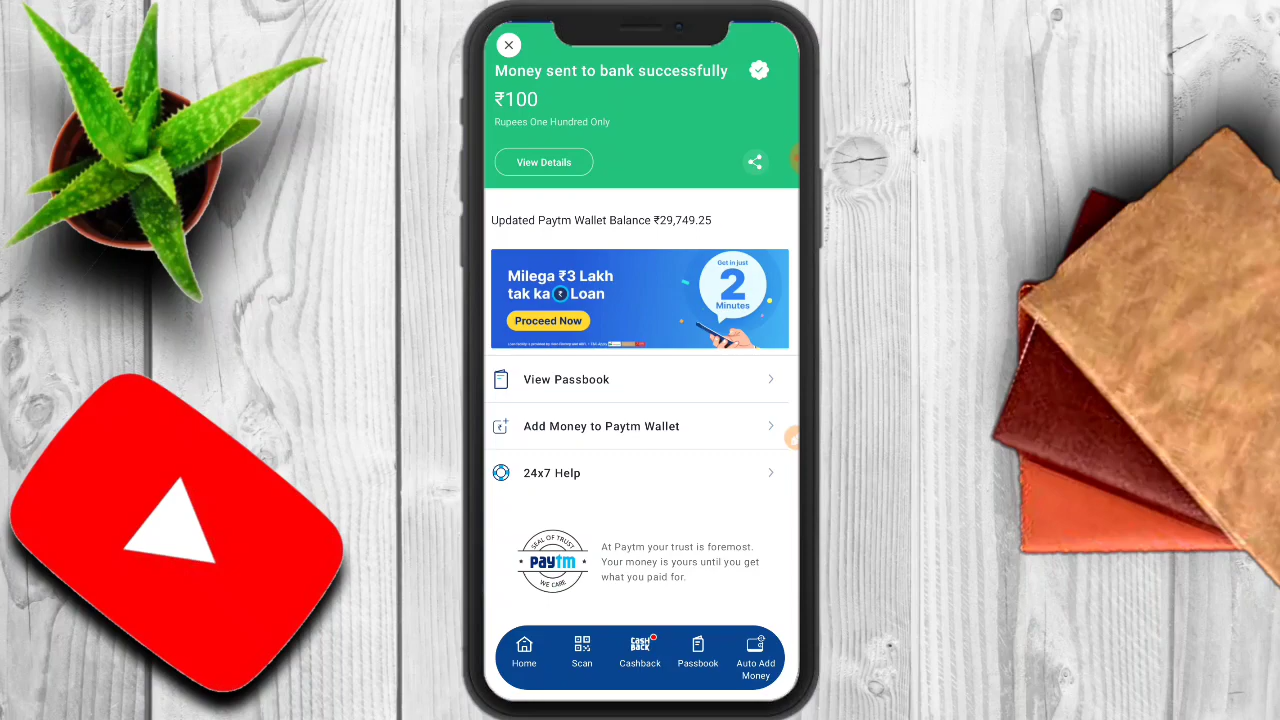 Money sent to bank successfully
₹100
Rupees One Hundred Only
View Details
Updated Paytm Wallet Balance ₹29,749.25
Milega ₹3 Lakh
tak ka ₹ Loan
Proceed Now
Get in just
2
Minutes
View Passbook
Add Money to Paytm Wallet
24x7 Help
SEAL OF TRUST
paytm
WE CARE
At Paytm your trust is foremost.
Your money is yours until you get
what you paid for.
Home
Scan
CASH BACK
Cashback
Passbook
Auto Add
Money